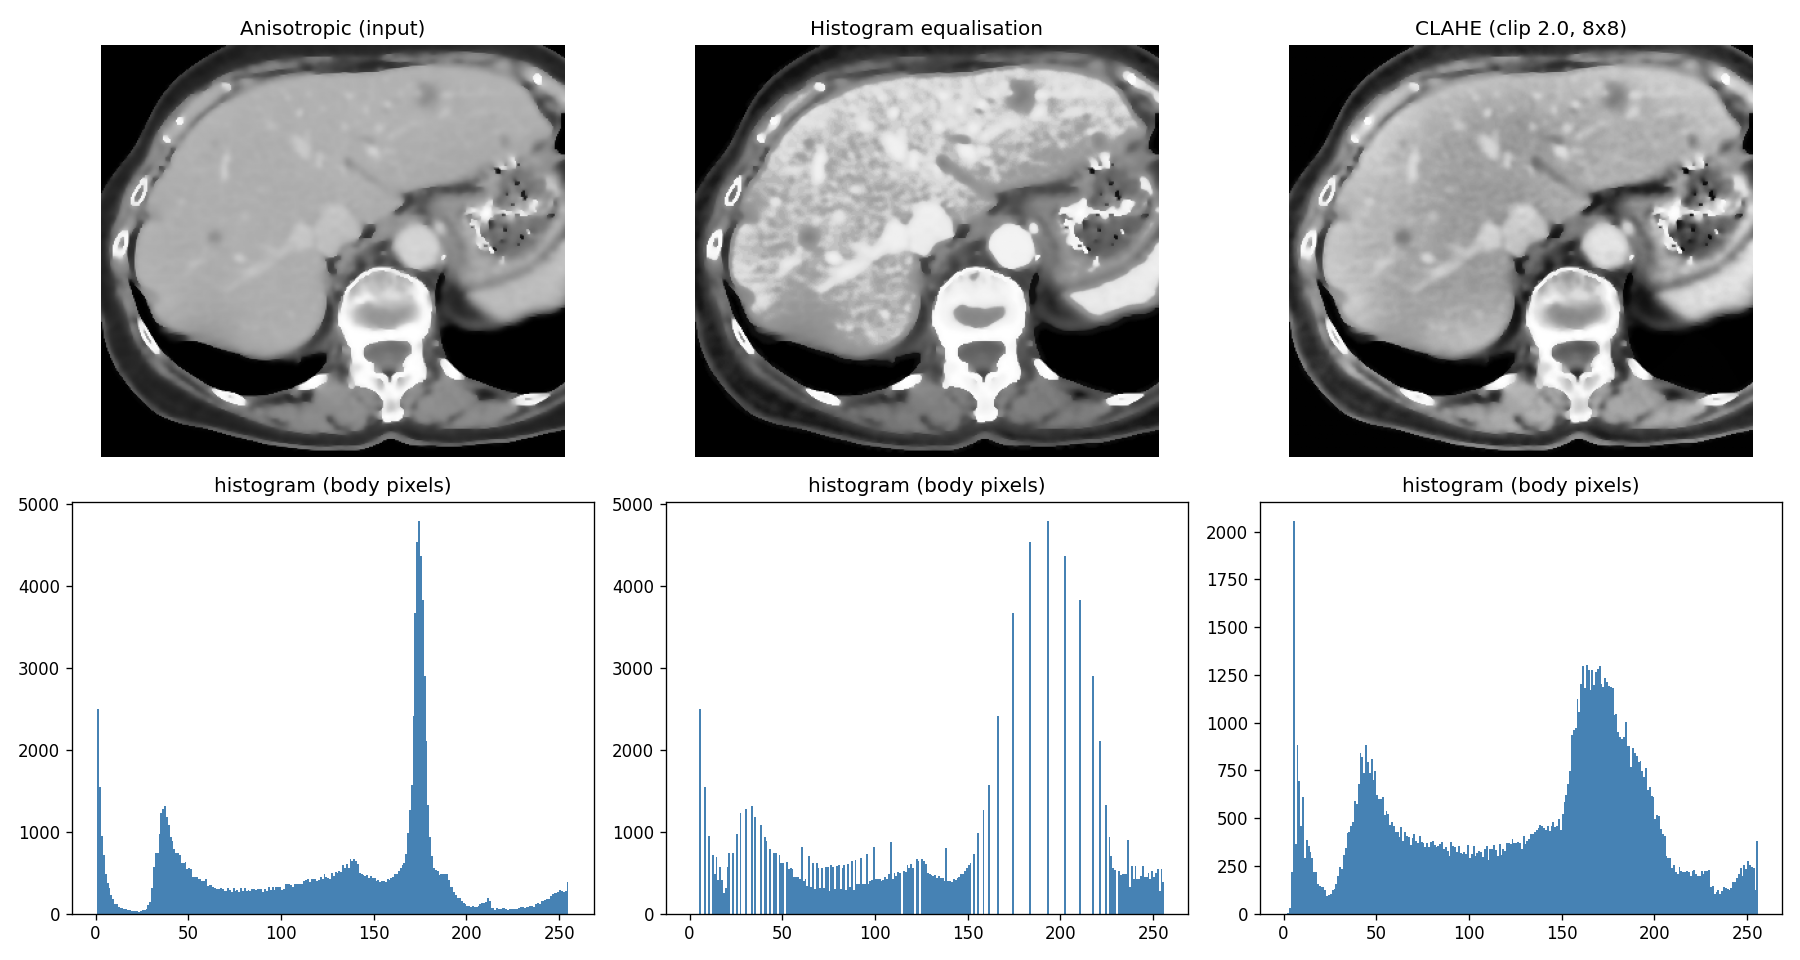 Anisotropic (input)
Histogram equalisation
CLAHE (clip 2.0, 8x8)
histogram (body pixels)
histogram (body pixels)
histogram (body pixels)
5000
4000
3000
2000
1000
0
0 50 100 150 200 250
5000
4000
3000
2000
1000
0
0 50 100 150 200 250
2000
1750
1500
1250
1000
750
500
250
0
0 50 100 150 200 250